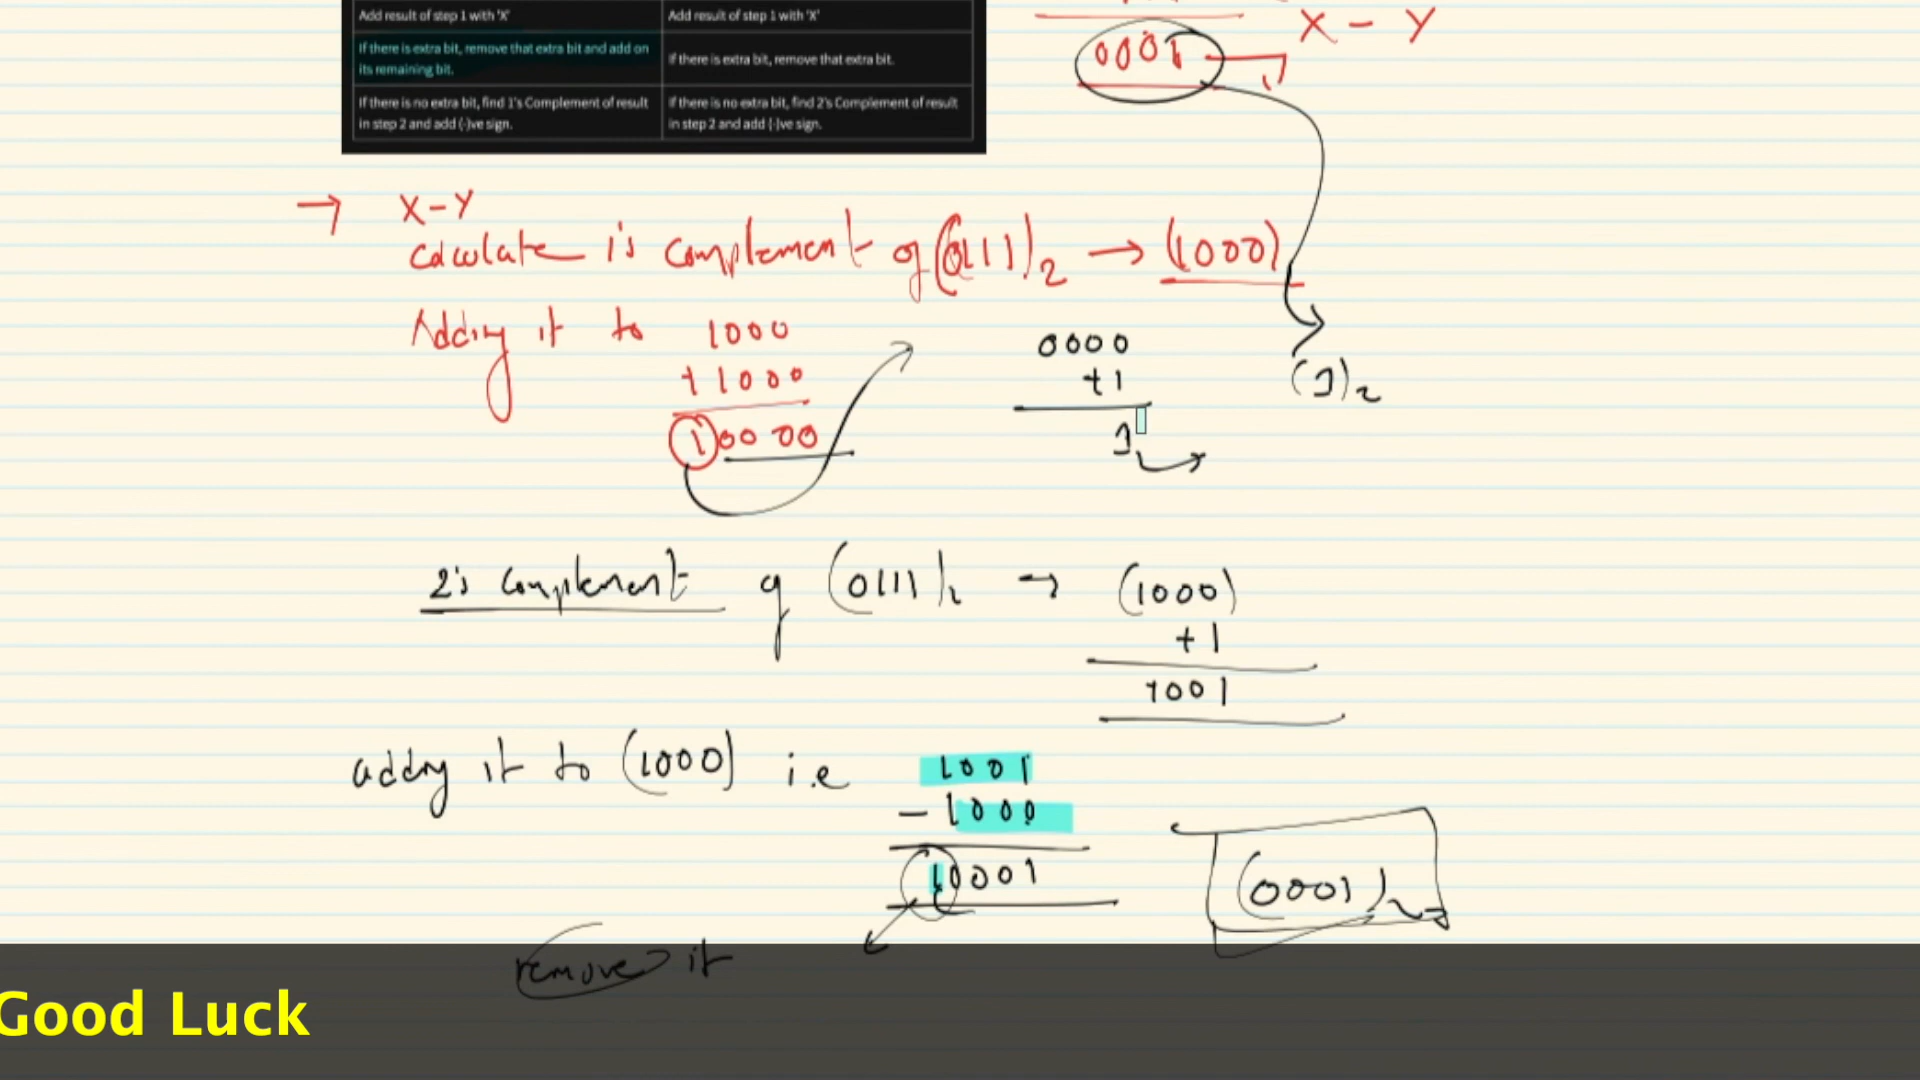 Add result of step 1 with 'X' Add result of step 1 with 'X'
If there is extra bit, remove that extra bit and add on its remaining bit. If there is extra bit, remove that extra bit.
If there is no extra bit, find 1's Complement of result in step 2 and add (-)ve sign. If there is no extra bit, find 2's Complement of result in step 2 and add (-)ve sign.
0001 → X - Y
→ X-Y
calculate 1's complement of (0111)2 → (1000)
Adding it to 1000
+ 1000
1 0000
0000
+1
1
(1)2
2's complement of (0111)2 → (1000)
+ 1
1001
adding it to (1000) i.e 1001
- 1000
10001
(0001)2
remove it
Good Luck